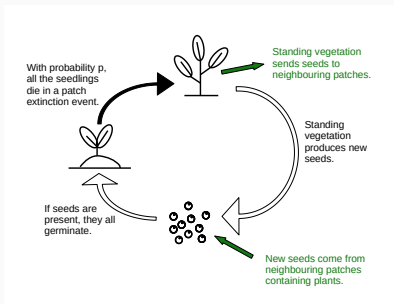 With probability p,
all the seedlings
die in a patch
extinction event.
Standing vegetation
sends seeds to
neighbouring patches.
Standing
vegetation
produces new
seeds.
If seeds are
present, they all
germinate.
New seeds come from
neighbouring patches
containing plants.